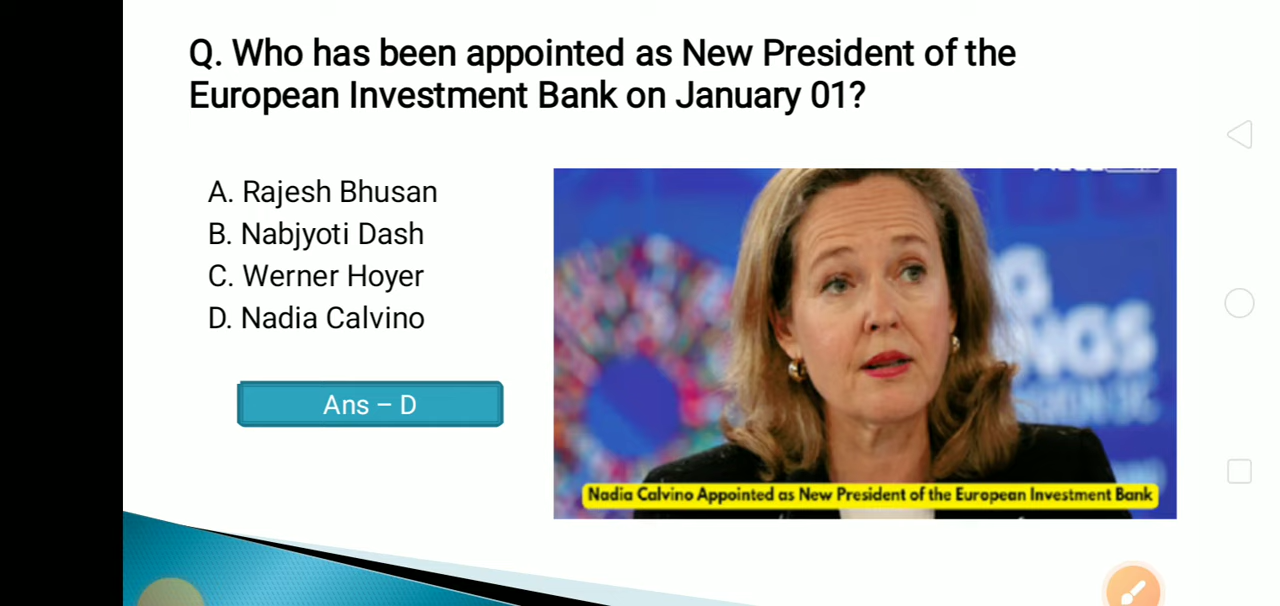 Q. Who has been appointed as New President of the
European Investment Bank on January 01?
A. Rajesh Bhusan
B. Nabjyoti Dash
C. Werner Hoyer
D. Nadia Calvino
Ans – D
Nadia Calvino Appointed as New President of the European Investment Bank